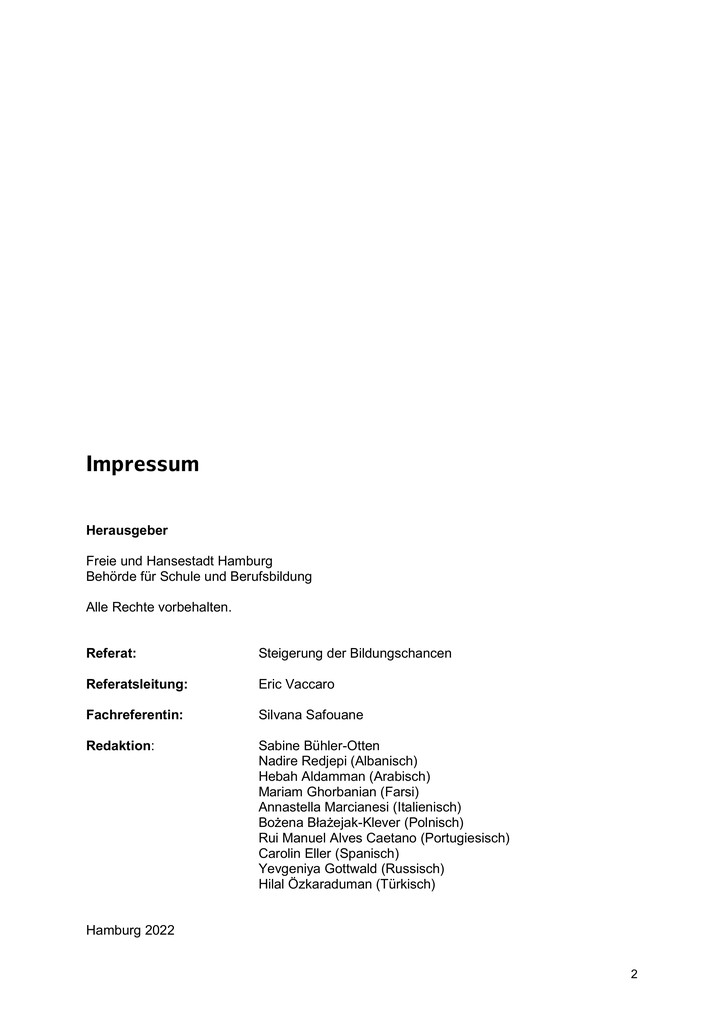 Impressum
Herausgeber
Freie und Hansestadt Hamburg
Behörde für Schule und Berufsbildung
Alle Rechte vorbehalten.
Referat: Steigerung der Bildungschancen
Referatsleitung: Eric Vaccaro
Fachreferentin: Silvana Safouane
Redaktion: Sabine Bühler-Otten
Nadire Redjepi (Albanisch)
Hebah Aldamman (Arabisch)
Mariam Ghorbanian (Farsi)
Annastella Marcianesi (Italienisch)
Bożena Błażejak-Klever (Polnisch)
Rui Manuel Alves Caetano (Portugiesisch)
Carolin Eller (Spanisch)
Yevgeniya Gottwald (Russisch)
Hilal Özkaraduman (Türkisch)
Hamburg 2022
2